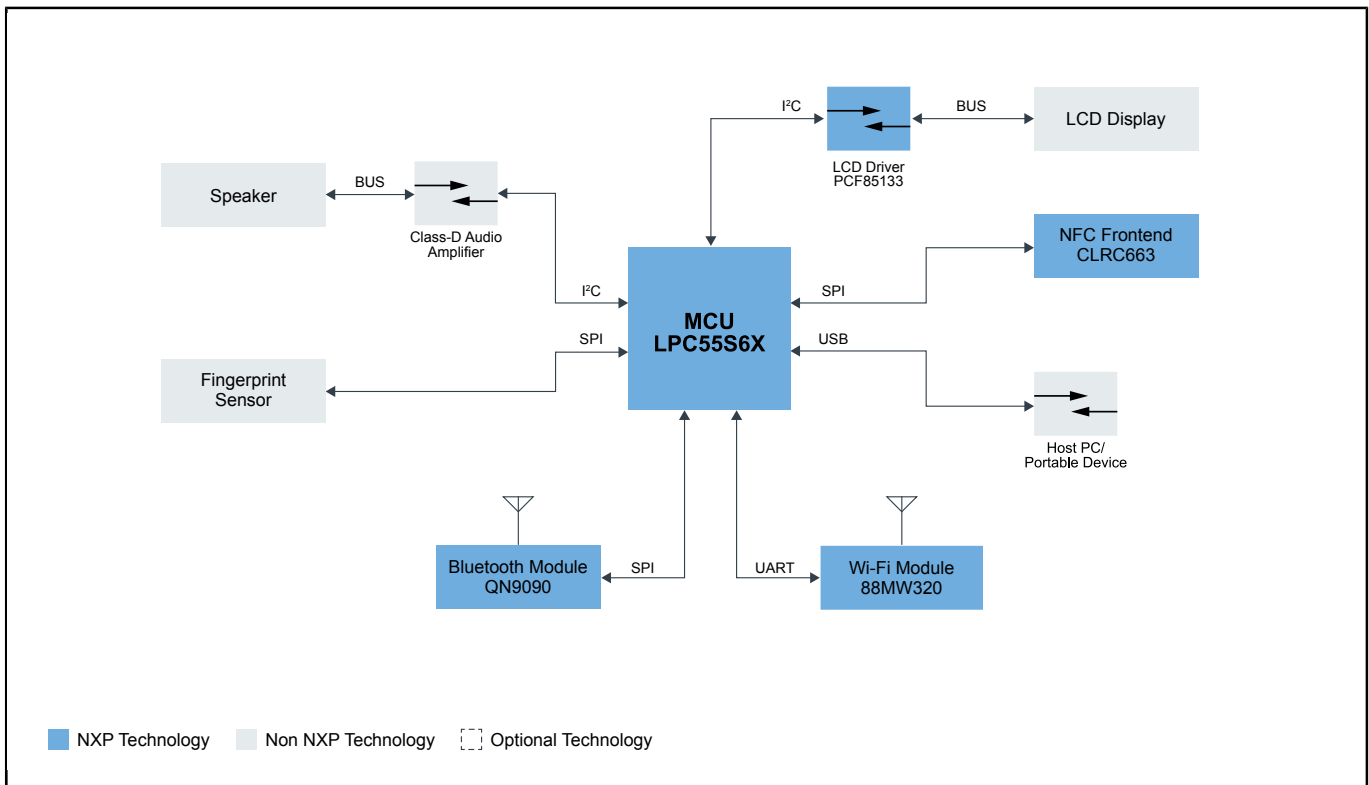 I²C
BUS
LCD Display
LCD Driver
PCF85133
Speaker
BUS
Class-D Audio
Amplifier
NFC Frontend
CLRC663
I²C
SPI
MCU
LPC55S6X
SPI
USB
Fingerprint
Sensor
Host PC/
Portable Device
Bluetooth Module
QN9090
SPI
UART
Wi-Fi Module
88MW320
NXP Technology
Non NXP Technology
Optional Technology